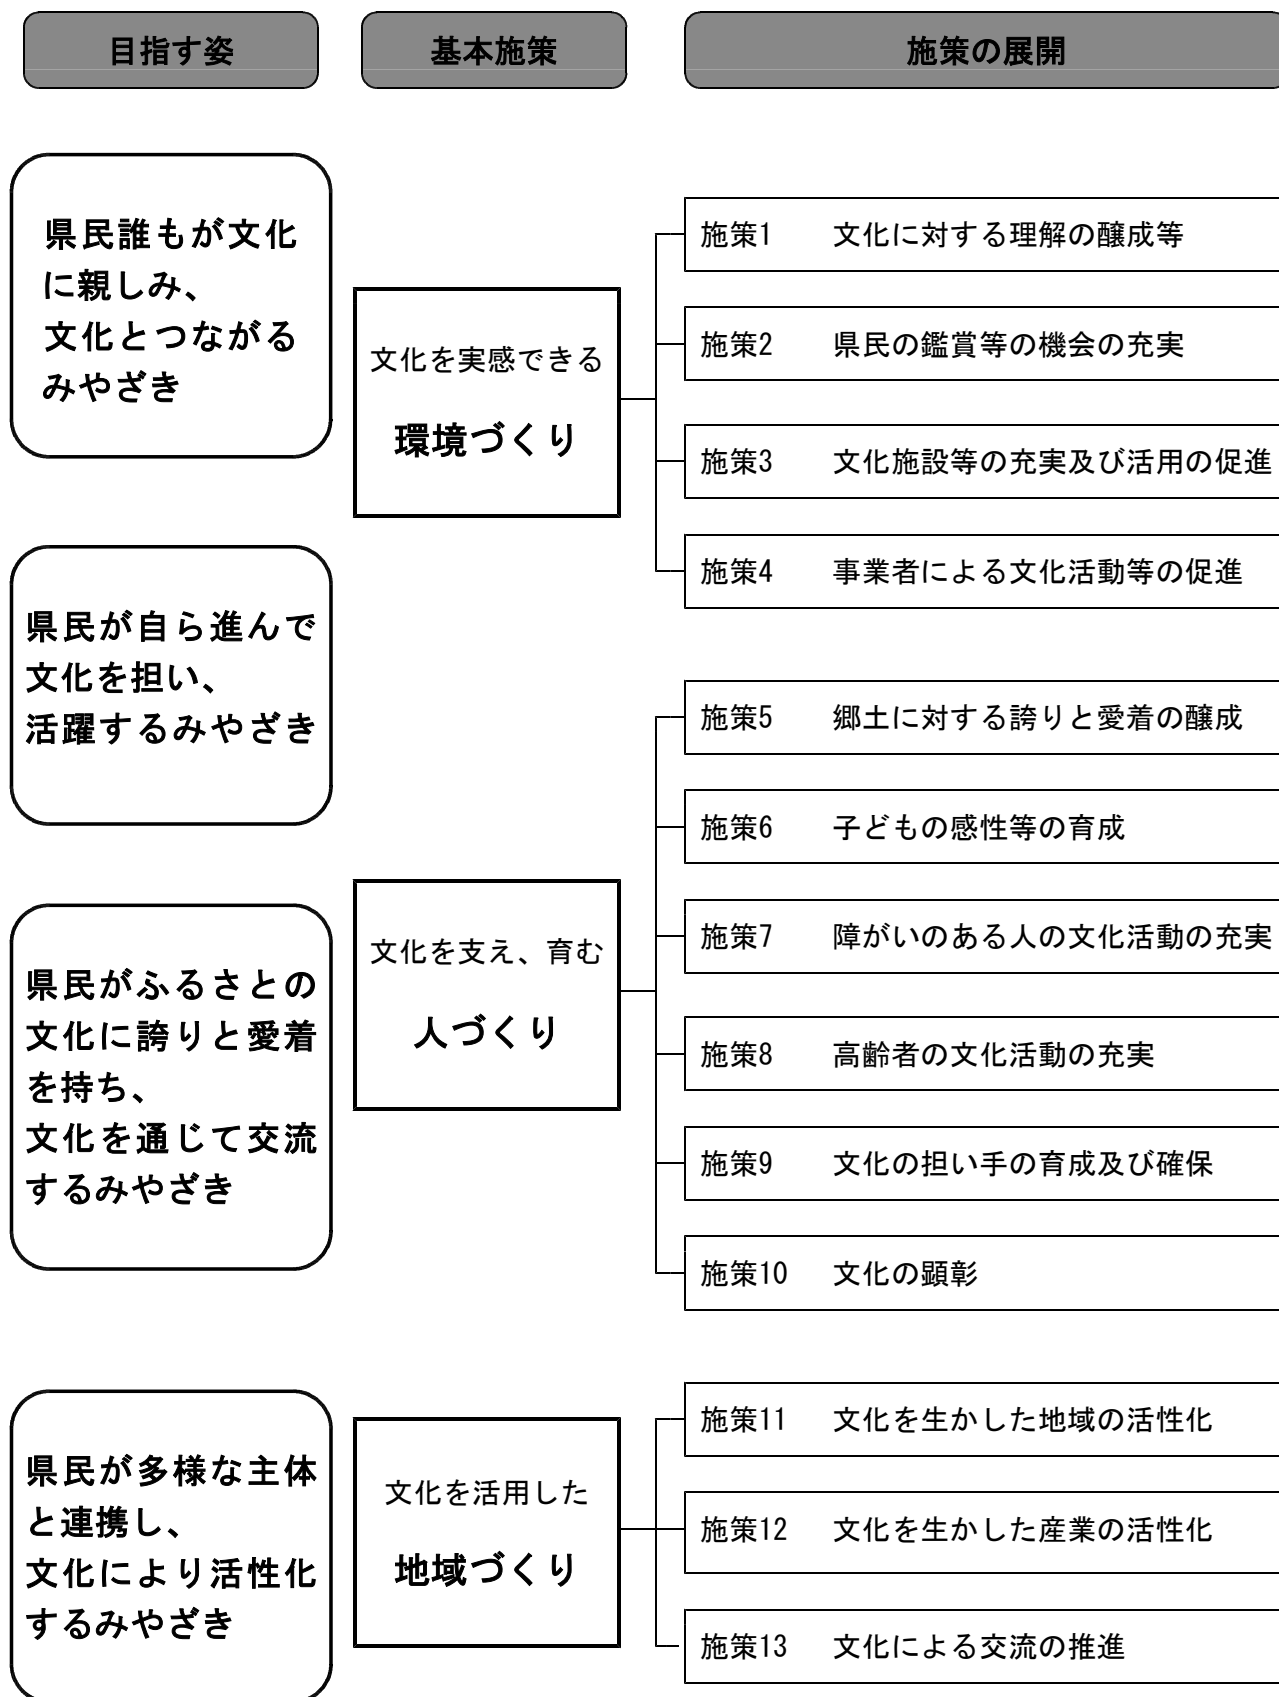 目指す姿
基本施策
施策の展開
県民誰もが文化
に親しみ、
文化とつながる
みやざき
県民が自ら進んで
文化を担い、
活躍するみやざき
県民がふるさとの
文化に誇りと愛着
を持ち、
文化を通じて交流
するみやざき
県民が多様な主体
と連携し、
文化により活性化
するみやざき
文化を実感できる
環境づくり
施策1 文化に対する理解の醸成等
施策2 県民の鑑賞等の機会の充実
施策3 文化施設等の充実及び活用の促進
施策4 事業者による文化活動等の促進
文化を支え、育む
人づくり
施策5 郷土に対する誇りと愛着の醸成
施策6 子どもの感性等の育成
施策7 障がいのある人の文化活動の充実
施策8 高齢者の文化活動の充実
施策9 文化の担い手の育成及び確保
施策10 文化の顕彰
文化を活用した
地域づくり
施策11 文化を生かした地域の活性化
施策12 文化を生かした産業の活性化
施策13 文化による交流の推進